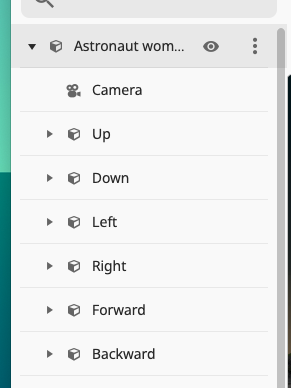 Astronaut wom...
Camera
Up
Down
Left
Right
Forward
Backward